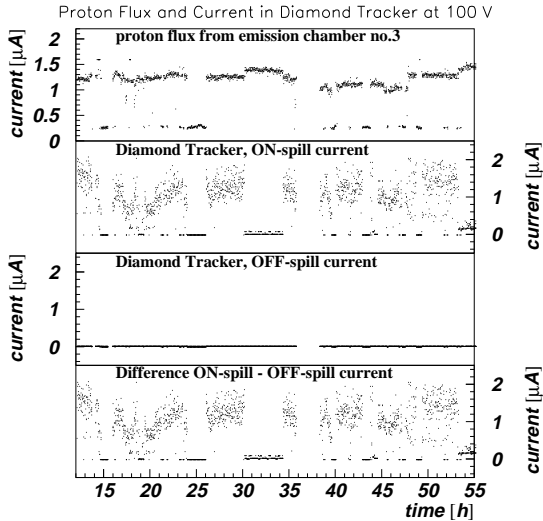 Proton Flux and Current in Diamond Tracker at 100 V
proton flux from emission chamber no.3
current [μA]
1.5
1
0.5
0
Diamond Tracker, ON-spill current
current [μA]
2
1
0
Diamond Tracker, OFF-spill current
current [μA]
2
1
0
Difference ON-spill - OFF-spill current
current [μA]
2
1
0
15 20 25 30 35 40 45 50 55
time [h]